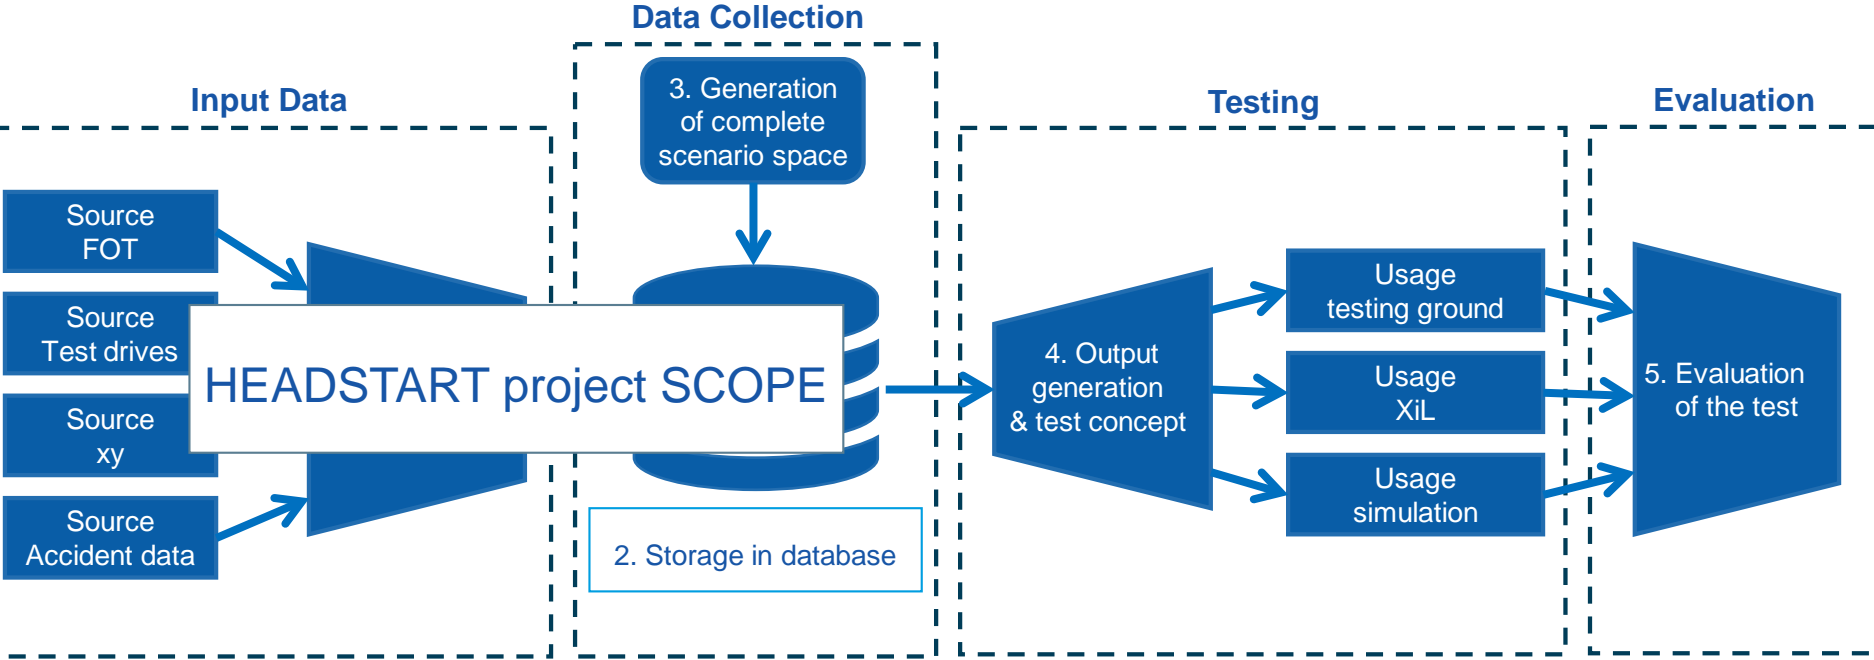 Data Collection
Input Data
Testing
Evaluation
3. Generation
of complete
scenario space
Source
FOT
Source
Test drives
Source
xy
Source
Accident data
HEADSTART project SCOPE
2. Storage in database
4. Output
generation
& test concept
Usage
testing ground
Usage
XiL
Usage
simulation
5. Evaluation
of the test